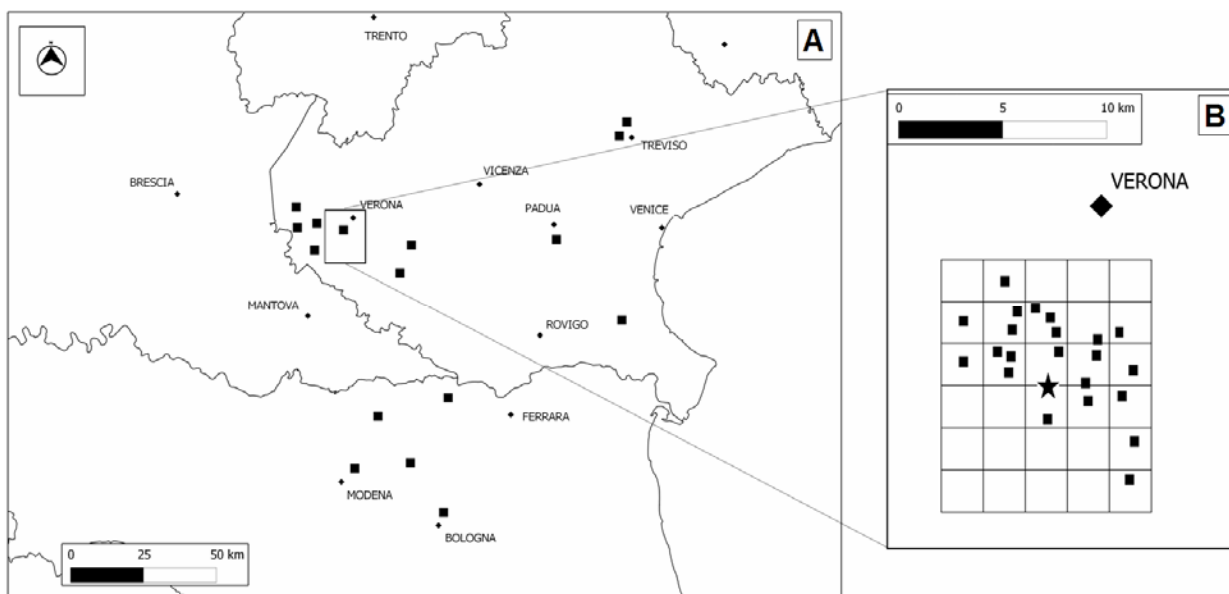 TRENTO
A
N
TREVISO
BRESCIA
VICENZA
VERONA
PADUA
VENICE
MANTOVA
ROVIGO
FERRARA
MODENA
BOLOGNA
0 25 50 km
0 5 10 km
B
VERONA